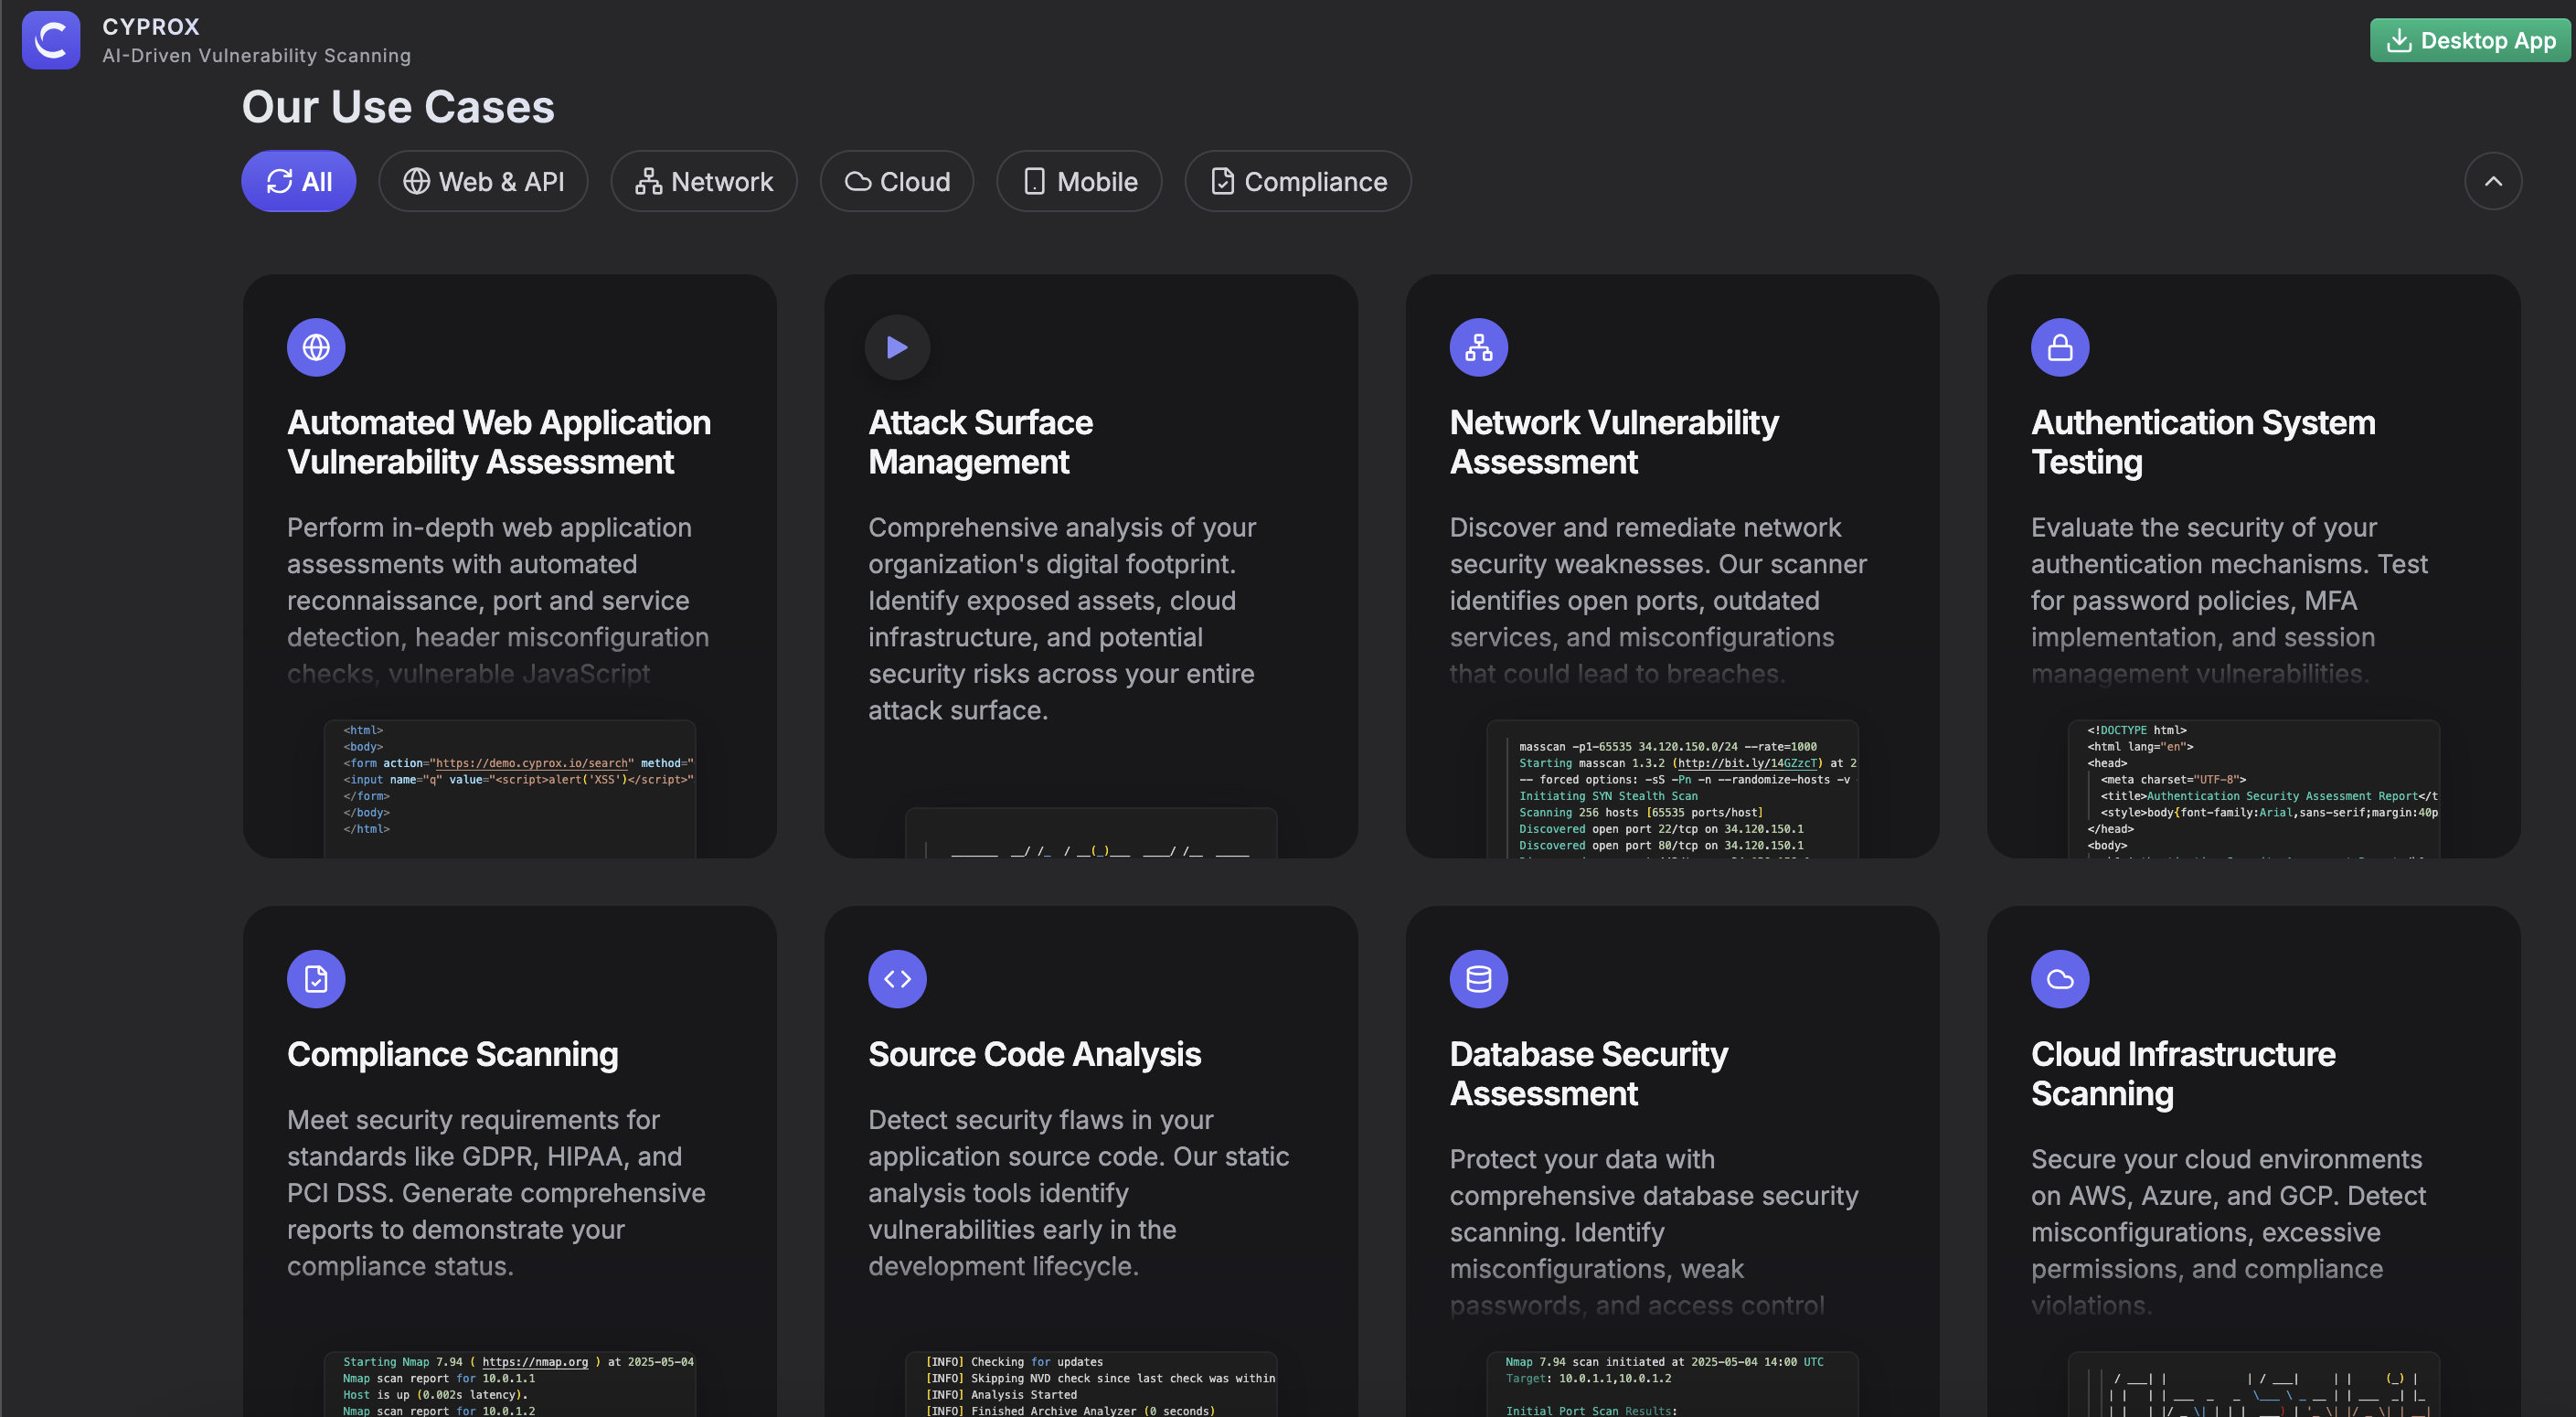 CYPROX
AI-Driven Vulnerability Scanning
Desktop App
Our Use Cases
All
Web & API
Network
Cloud
Mobile
Compliance
Automated Web Application
Vulnerability Assessment
Perform in-depth web application
assessments with automated
reconnaissance, port and service
detection, header misconfiguration
checks, vulnerable JavaScript
<html>
<body>
<form action="https://demo.cyprox.io/search" method="
<input name="q" value="<script>alert('XSS')</script>"
</form>
</body>
</html>
Attack Surface
Management
Comprehensive analysis of your
organization's digital footprint.
Identify exposed assets, cloud
infrastructure, and potential
security risks across your entire
attack surface.
Network Vulnerability
Assessment
Discover and remediate network
security weaknesses. Our scanner
identifies open ports, outdated
services, and misconfigurations
that could lead to breaches.
masscan -p1-65535 34.120.150.0/24 --rate=1000
Starting masscan 1.3.2 (http://bit.ly/14GZzcT) at 2
-- forced options: -sS -Pn -n --randomize-hosts -v
Initiating SYN Stealth Scan
Scanning 256 hosts [65535 ports/host]
Discovered open port 22/tcp on 34.120.150.1
Discovered open port 80/tcp on 34.120.150.1
Authentication System
Testing
Evaluate the security of your
authentication mechanisms. Test
for password policies, MFA
implementation, and session
management vulnerabilities.
<!DOCTYPE html>
<html lang="en">
<head>
<meta charset="UTF-8">
<title>Authentication Security Assessment Report</t
<style>body{font-family:Arial,sans-serif;margin:40p
</head>
<body>
Compliance Scanning
Meet security requirements for
standards like GDPR, HIPAA, and
PCI DSS. Generate comprehensive
reports to demonstrate your
compliance status.
Starting Nmap 7.94 ( https://nmap.org ) at 2025-05-04
Nmap scan report for 10.0.1.1
Host is up (0.002s latency).
Nmap scan report for 10.0.1.2
Source Code Analysis
Detect security flaws in your
application source code. Our static
analysis tools identify
vulnerabilities early in the
development lifecycle.
[INFO] Checking for updates
[INFO] Skipping NVD check since last check was within
[INFO] Analysis Started
[INFO] Finished Archive Analyzer (0 seconds)
Database Security
Assessment
Protect your data with
comprehensive database security
scanning. Identify
misconfigurations, weak
passwords, and access control
Nmap 7.94 scan initiated at 2025-05-04 14:00 UTC
Target: 10.0.1.1,10.0.1.2
Initial Port Scan Results:
Cloud Infrastructure
Scanning
Secure your cloud environments
on AWS, Azure, and GCP. Detect
misconfigurations, excessive
permissions, and compliance
violations.